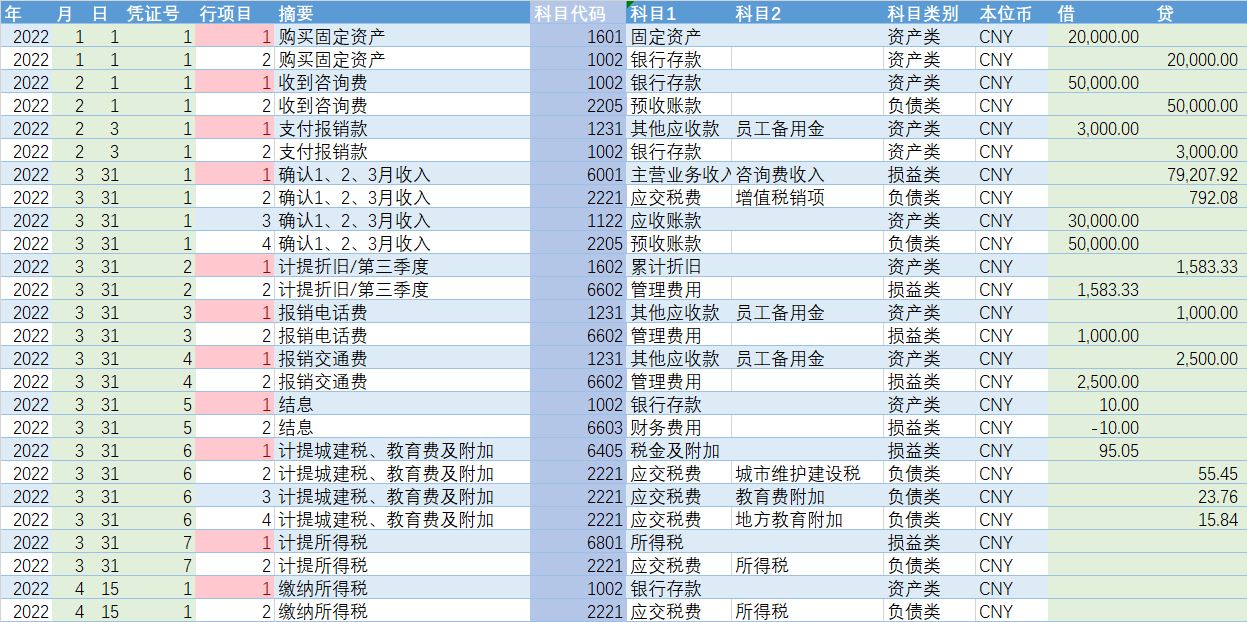 年 月 日 凭证号 行项目 摘要 科目代码 科目1 科目2 科目类别 本位币 借 贷
2022 1 1 1 1 购买固定资产 1601 固定资产 资产类 CNY 20,000.00
2022 1 1 1 2 购买固定资产 1002 银行存款 资产类 CNY 20,000.00
2022 2 1 1 1 收到咨询费 1002 银行存款 资产类 CNY 50,000.00
2022 2 1 1 2 收到咨询费 2205 预收账款 负债类 CNY 50,000.00
2022 2 3 1 1 支付报销款 1231 其他应收款 员工备用金 资产类 CNY 3,000.00
2022 2 3 1 2 支付报销款 1002 银行存款 资产类 CNY 3,000.00
2022 3 31 1 1 确认1、2、3月收入 6001 主营业务收入 咨询费收入 损益类 CNY 79,207.92
2022 3 31 1 2 确认1、2、3月收入 2221 应交税费 增值税销项 负债类 CNY 792.08
2022 3 31 1 3 确认1、2、3月收入 1122 应收账款 资产类 CNY 30,000.00
2022 3 31 1 4 确认1、2、3月收入 2205 预收账款 负债类 CNY 50,000.00
2022 3 31 2 1 计提折旧/第三季度 1602 累计折旧 资产类 CNY 1,583.33
2022 3 31 2 2 计提折旧/第三季度 6602 管理费用 损益类 CNY 1,583.33
2022 3 31 3 1 报销电话费 1231 其他应收款 员工备用金 资产类 CNY 1,000.00
2022 3 31 3 2 报销电话费 6602 管理费用 损益类 CNY 1,000.00
2022 3 31 4 1 报销交通费 1231 其他应收款 员工备用金 资产类 CNY 2,500.00
2022 3 31 4 2 报销交通费 6602 管理费用 损益类 CNY 2,500.00
2022 3 31 5 1 结息 1002 银行存款 资产类 CNY 10.00
2022 3 31 5 2 结息 6603 财务费用 损益类 CNY -10.00
2022 3 31 6 1 计提城建税、教育费及附加 6405 税金及附加 损益类 CNY 95.05
2022 3 31 6 2 计提城建税、教育费及附加 2221 应交税费 城市维护建设税 负债类 CNY 55.45
2022 3 31 6 3 计提城建税、教育费及附加 2221 应交税费 教育费附加 负债类 CNY 23.76
2022 3 31 6 4 计提城建税、教育费及附加 2221 应交税费 地方教育附加 负债类 CNY 15.84
2022 3 31 7 1 计提所得税 6801 所得税 损益类 CNY
2022 3 31 7 2 计提所得税 2221 应交税费 所得税 负债类 CNY
2022 4 15 1 1 缴纳所得税 1002 银行存款 资产类 CNY
2022 4 15 1 2 缴纳所得税 2221 应交税费 所得税 负债类 CNY